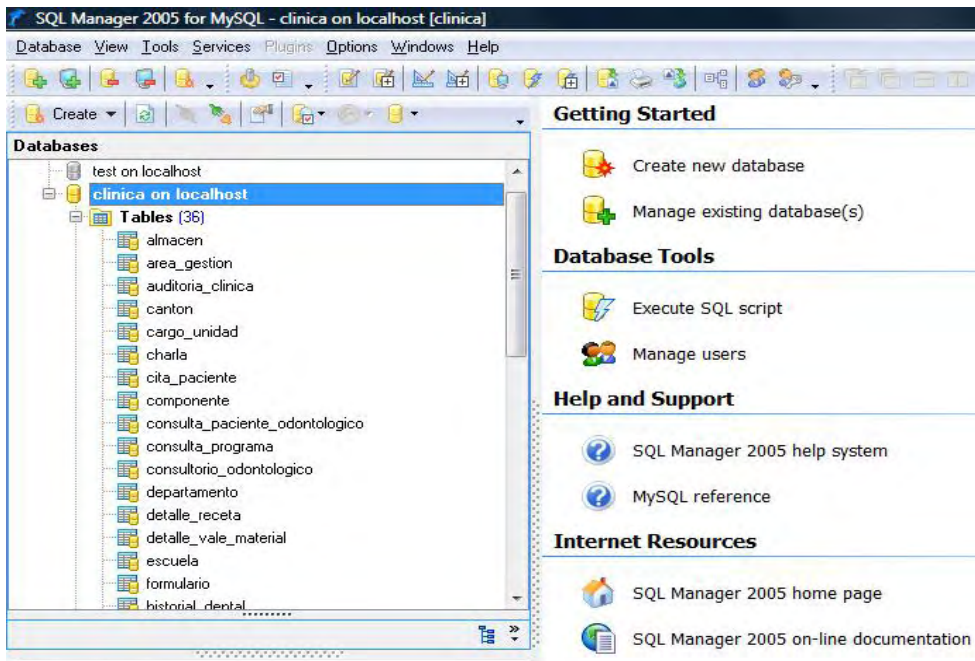 SQL Manager 2005 for MySQL - clinica on localhost [clinica]
Database View Tools Services Plugins Options Windows Help
Create
Databases
test on localhost
clinica on localhost
Tables (36)
almacen
area_gestion
auditoria_clinica
canton
cargo_unidad
charla
cita_paciente
componente
consulta_paciente_odontologico
consulta_programa
consultorio_odontologico
departamento
detalle_receta
detalle_vale_material
escuela
formulario
historial_dental
Getting Started
Create new database
Manage existing database(s)
Database Tools
Execute SQL script
Manage users
Help and Support
SQL Manager 2005 help system
MySQL reference
Internet Resources
SQL Manager 2005 home page
SQL Manager 2005 on-line documentation